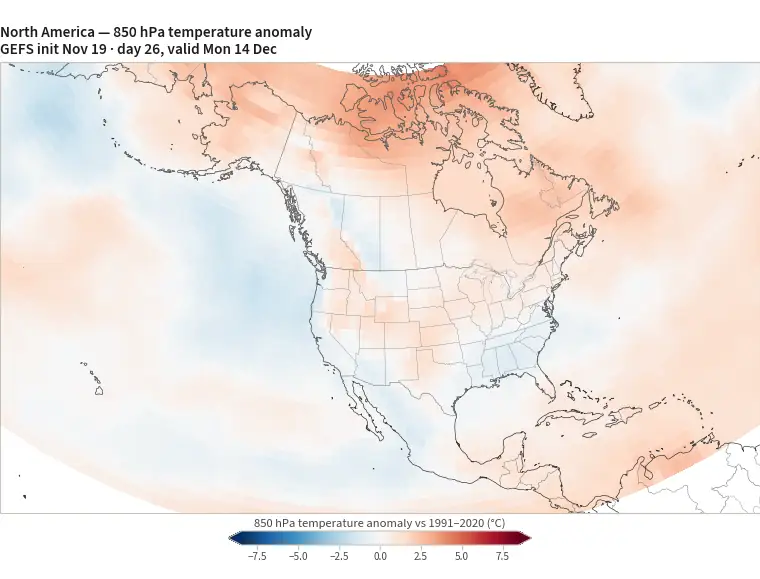 North America — 850 hPa temperature anomaly
GEFS init Nov 19 · day 26, valid Mon 14 Dec
850 hPa temperature anomaly vs 1991–2020 (°C)
−7.5 −5.0 −2.5 0.0 2.5 5.0 7.5